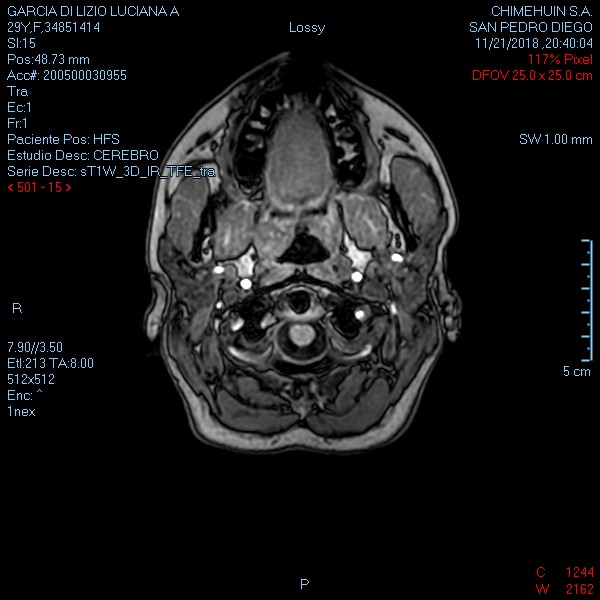 GARCIA DI LIZIO LUCIANA A
29Y,F,34851414
Sl:15
Pos:48.73 mm
Acc#: 200500030955
Tra
Ec:1
Fr:1
Paciente Pos: HFS
Estudio Desc: CEREBRO
Serie Desc: sT1W_3D_IR_TFE_tra
< 501 - 15 >
Lossy
CHIMEHUIN S.A.
SAN PEDRO DIEGO
11/21/2018 ,20:40:04
117% Pixel
DFOV 25.0 x 25.0 cm
SW 1.00 mm
R
5 cm
7.90//3.50
Etl:213 TA:8.00
512x512
Enc: ^
1nex
P
C 1244
W 2162